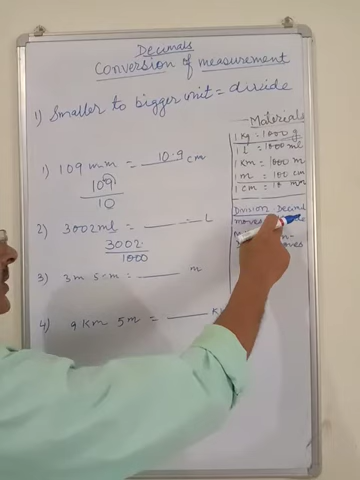 Decimals
Conversion of measurement
1) Smaller to bigger unit = divide
Materials
1 kg = 1000 g
1 L = 1000 ml
1 Km = 1000 m
1 m = 100 cm
1 cm = 10 mm
Division - Decimal
moves
moves
1) 109 mm = 10.9 cm
109
10
2) 3002 ml = L
3002.
1000
3) 3 m 5 cm = m
4) 9 Km 5 m =